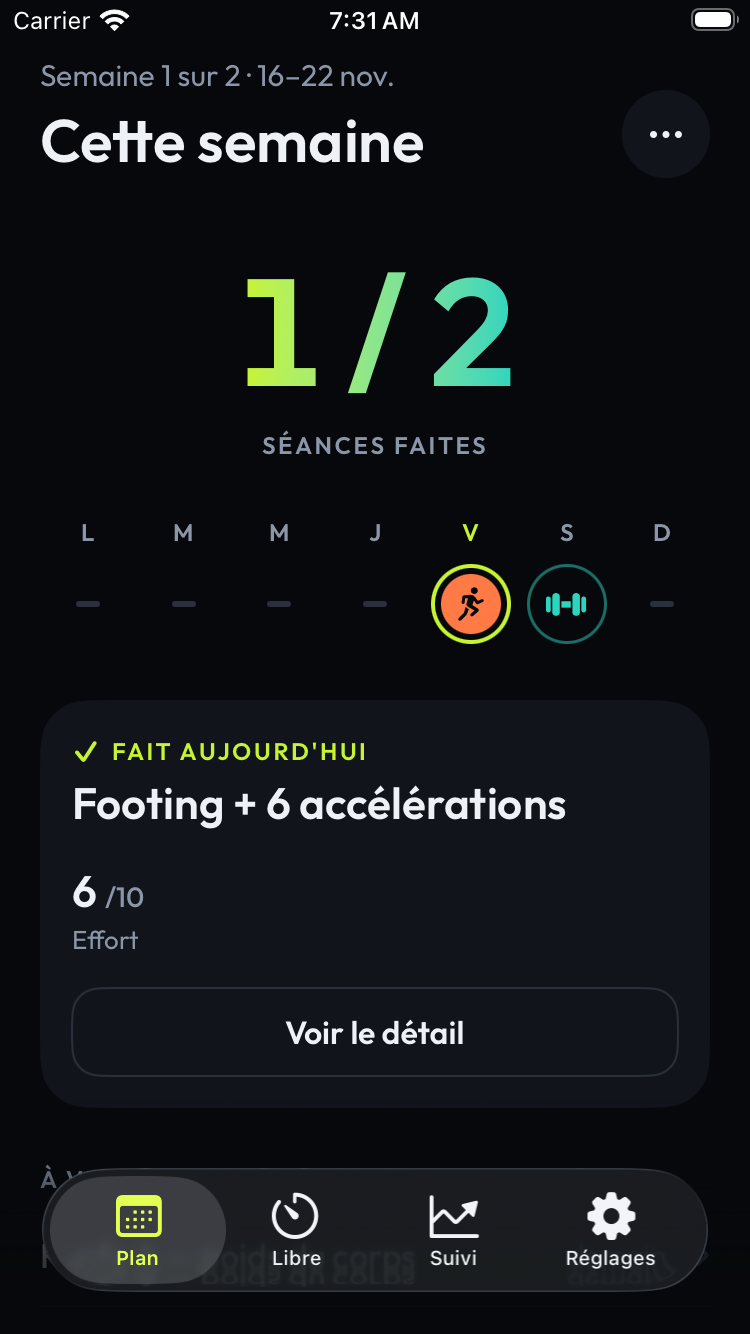 Carrier 7:31 AM
Semaine 1 sur 2 · 16–22 nov.
Cette semaine
1/2
SÉANCES FAITES
L M M J V S D
FAIT AUJOURD'HUI
Footing + 6 accélérations
6 /10
Effort
Voir le détail
Plan Libre Suivi Réglages